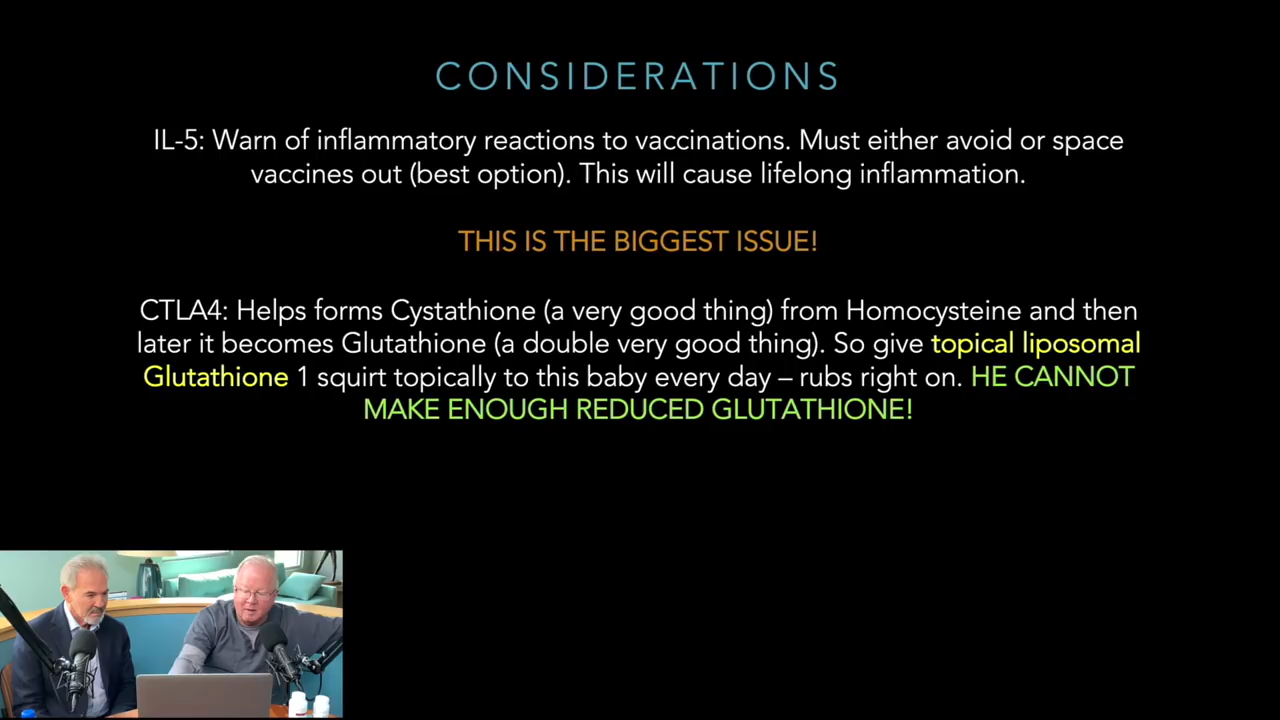 CONSIDERATIONS
IL-5: Warn of inflammatory reactions to vaccinations. Must either avoid or space
vaccines out (best option). This will cause lifelong inflammation.
THIS IS THE BIGGEST ISSUE!
CTLA4: Helps forms Cystathione (a very good thing) from Homocysteine and then
later it becomes Glutathione (a double very good thing). So give topical liposomal
Glutathione 1 squirt topically to this baby every day – rubs right on. HE CANNOT
MAKE ENOUGH REDUCED GLUTATHIONE!